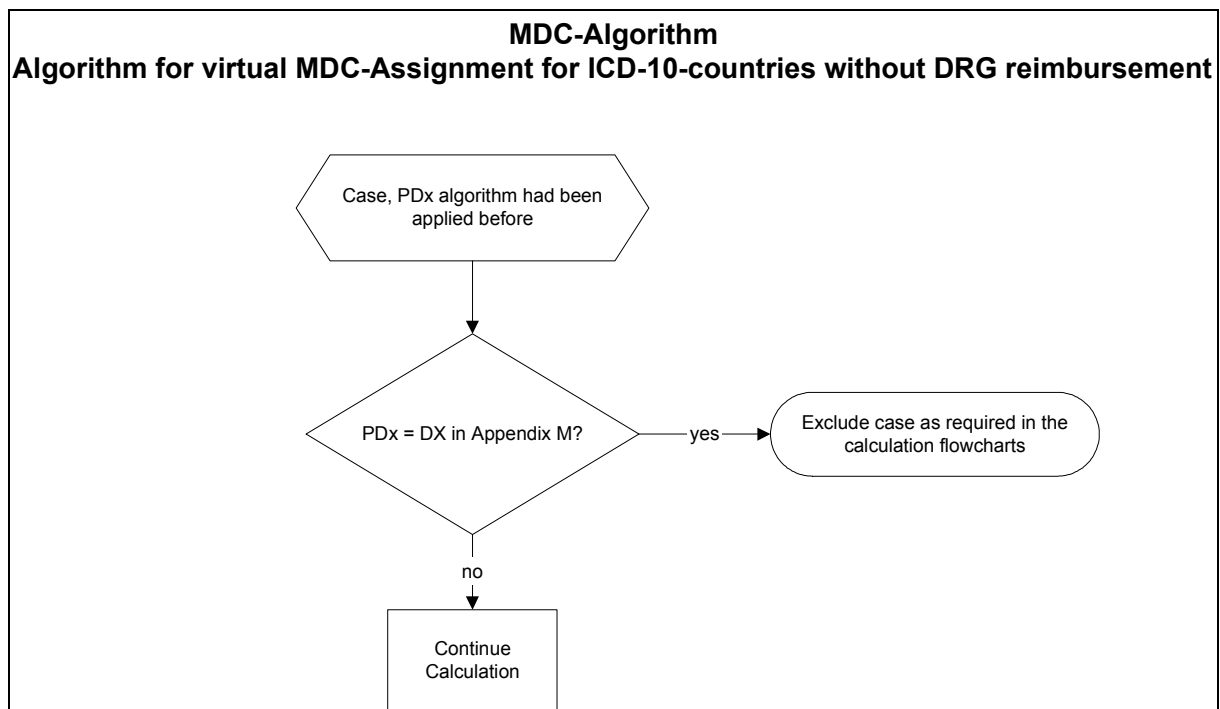 MDC-Algorithm
Algorithm for virtual MDC-Assignment for ICD-10-countries without DRG reimbursement
Case, PDx algorithm had been
applied before
PDx = DX in Appendix M?
yes
Exclude case as required in the
calculation flowcharts
no
Continue
Calculation